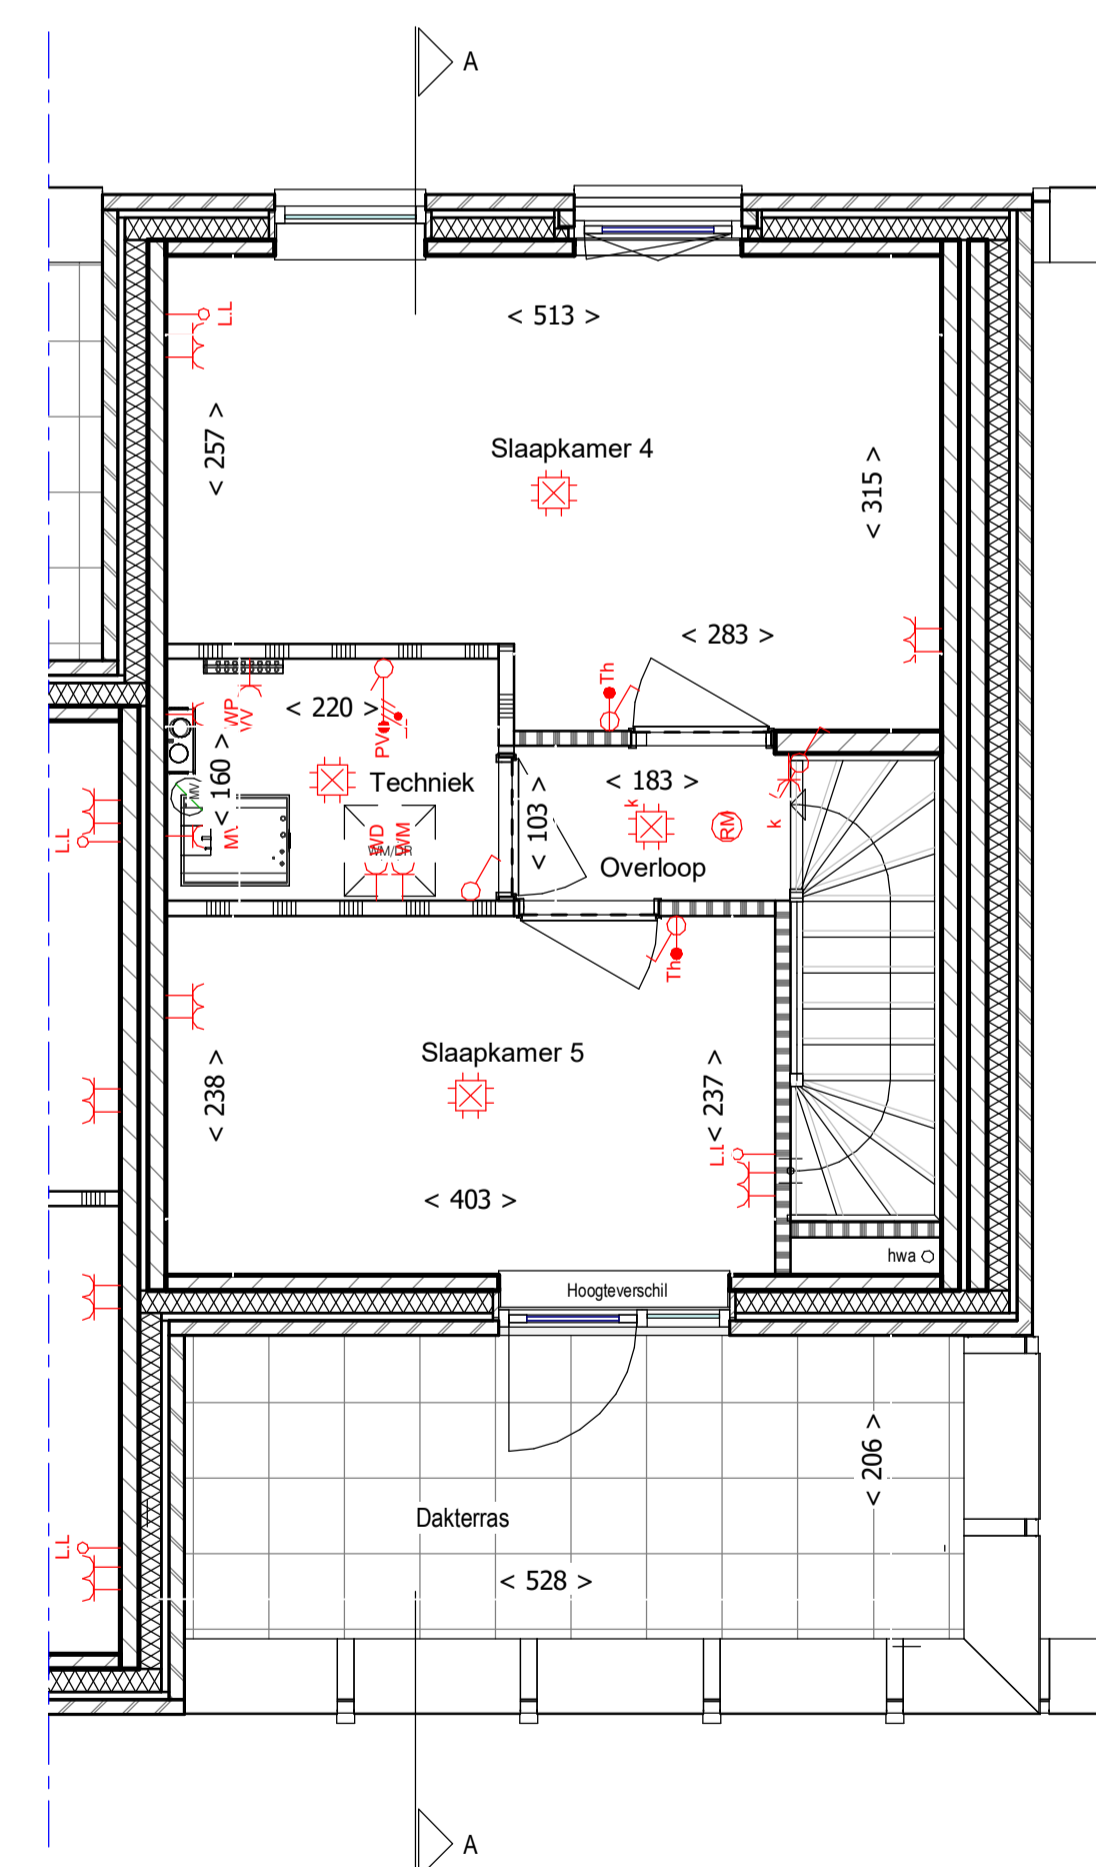 A
< 513 >
L.L
< 257 >
Slaapkamer 4
< 315 >
< 283 >
Th
WP
< 220 >
PV
< 160 >
Techniek
< 183 >
k
< 103 >
RM
k
MV
WD
WM
WM/DR
Overloop
L.L
Th
Slaapkamer 5
< 238 >
< 237 >
L.L
< 403 >
hwa
Hoogteverschil
< 206 >
Dakterras
L.L
< 528 >
A